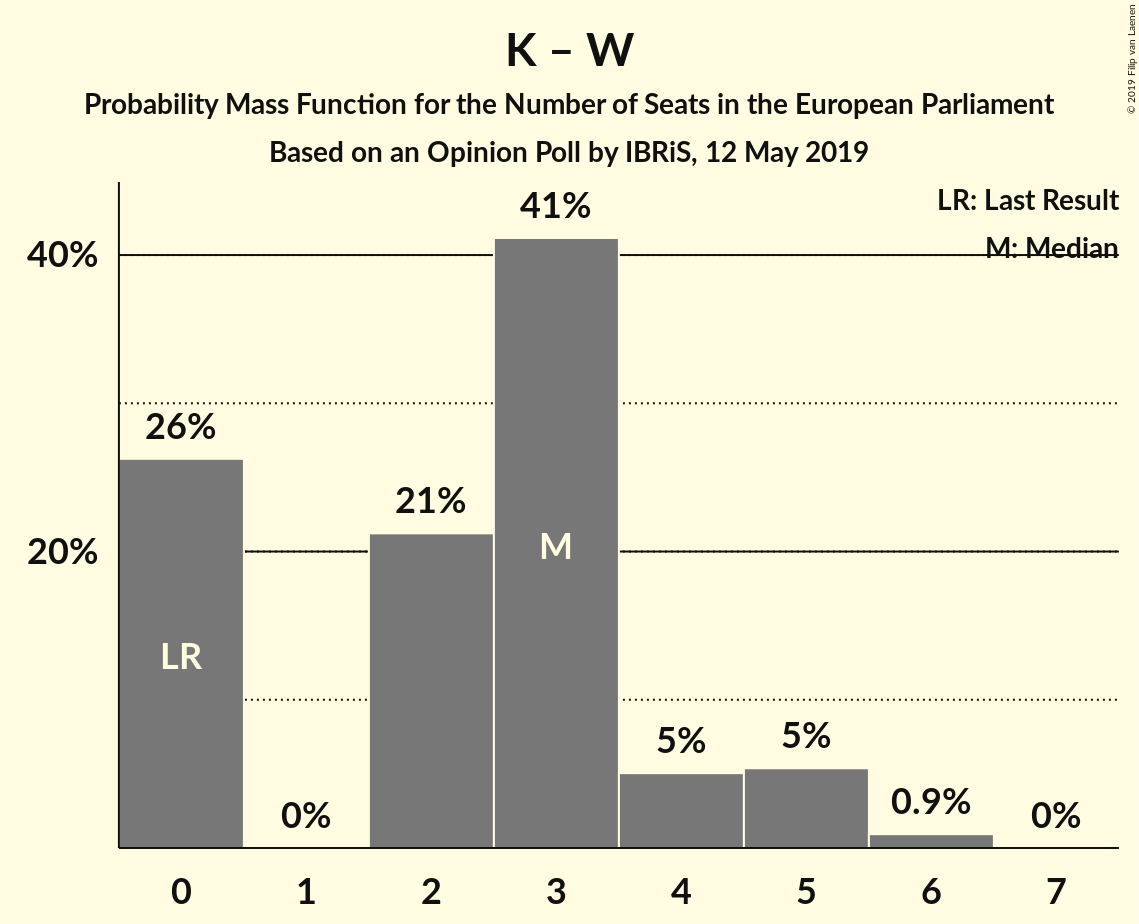 K – W
Probability Mass Function for the Number of Seats in the European Parliament
Based on an Opinion Poll by IBRiS, 12 May 2019
© 2019 Filip van Laenen
LR: Last Result
M: Median
40%
20%
26%
0%
21%
41%
5%
5%
0.9%
0%
LR
M
0 1 2 3 4 5 6 7